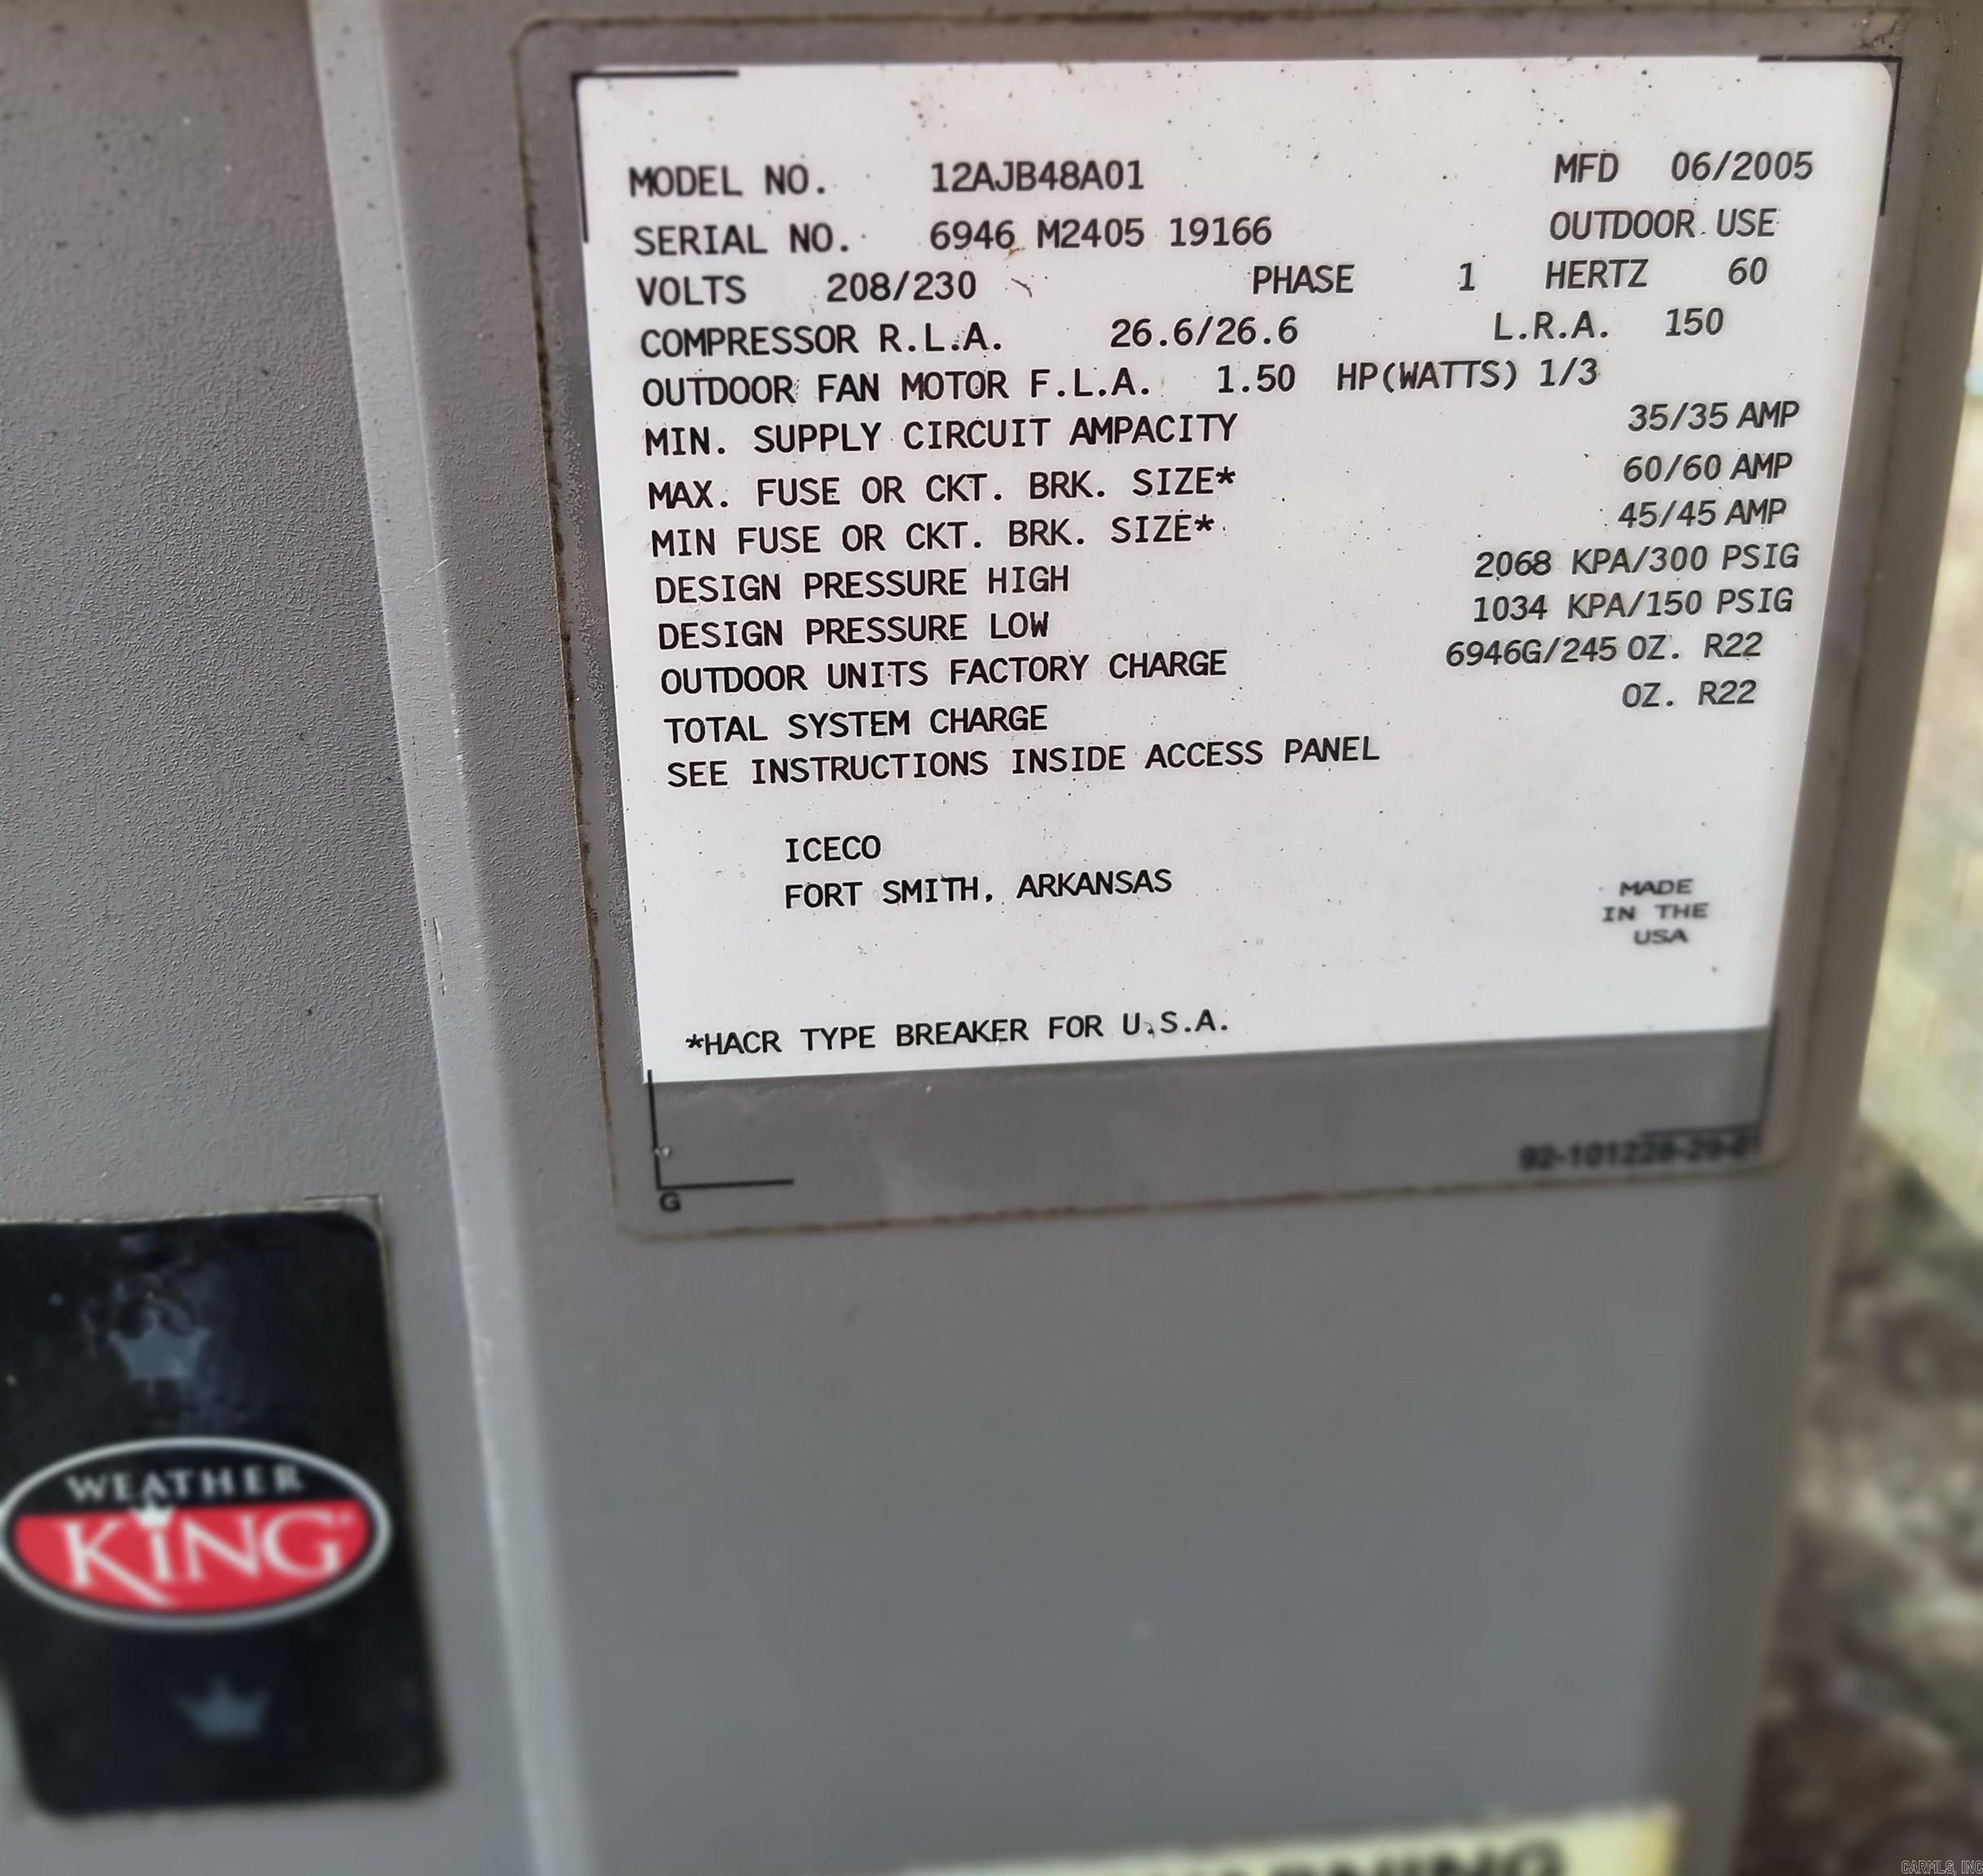 MODEL NO. 12AJB48A01 MFD 06/2005
SERIAL NO. 6946 M2405 19166 OUTDOOR USE
VOLTS 208/230 PHASE 1 HERTZ 60
COMPRESSOR R.L.A. 26.6/26.6 L.R.A. 150
OUTDOOR FAN MOTOR F.L.A. 1.50 HP(WATTS) 1/3
MIN. SUPPLY CIRCUIT AMPACITY 35/35 AMP
MAX. FUSE OR CKT. BRK. SIZE* 60/60 AMP
MIN FUSE OR CKT. BRK. SIZE* 45/45 AMP
DESIGN PRESSURE HIGH 2068 KPA/300 PSIG
DESIGN PRESSURE LOW 1034 KPA/150 PSIG
OUTDOOR UNITS FACTORY CHARGE 6946G/245 OZ. R22
TOTAL SYSTEM CHARGE OZ. R22
SEE INSTRUCTIONS INSIDE ACCESS PANEL
ICECO
FORT SMITH, ARKANSAS
MADE
IN THE
USA
*HACR TYPE BREAKER FOR U.S.A.
92-101228-29-01
G
WEATHER
KING®
WARNING
CARMLS, INC